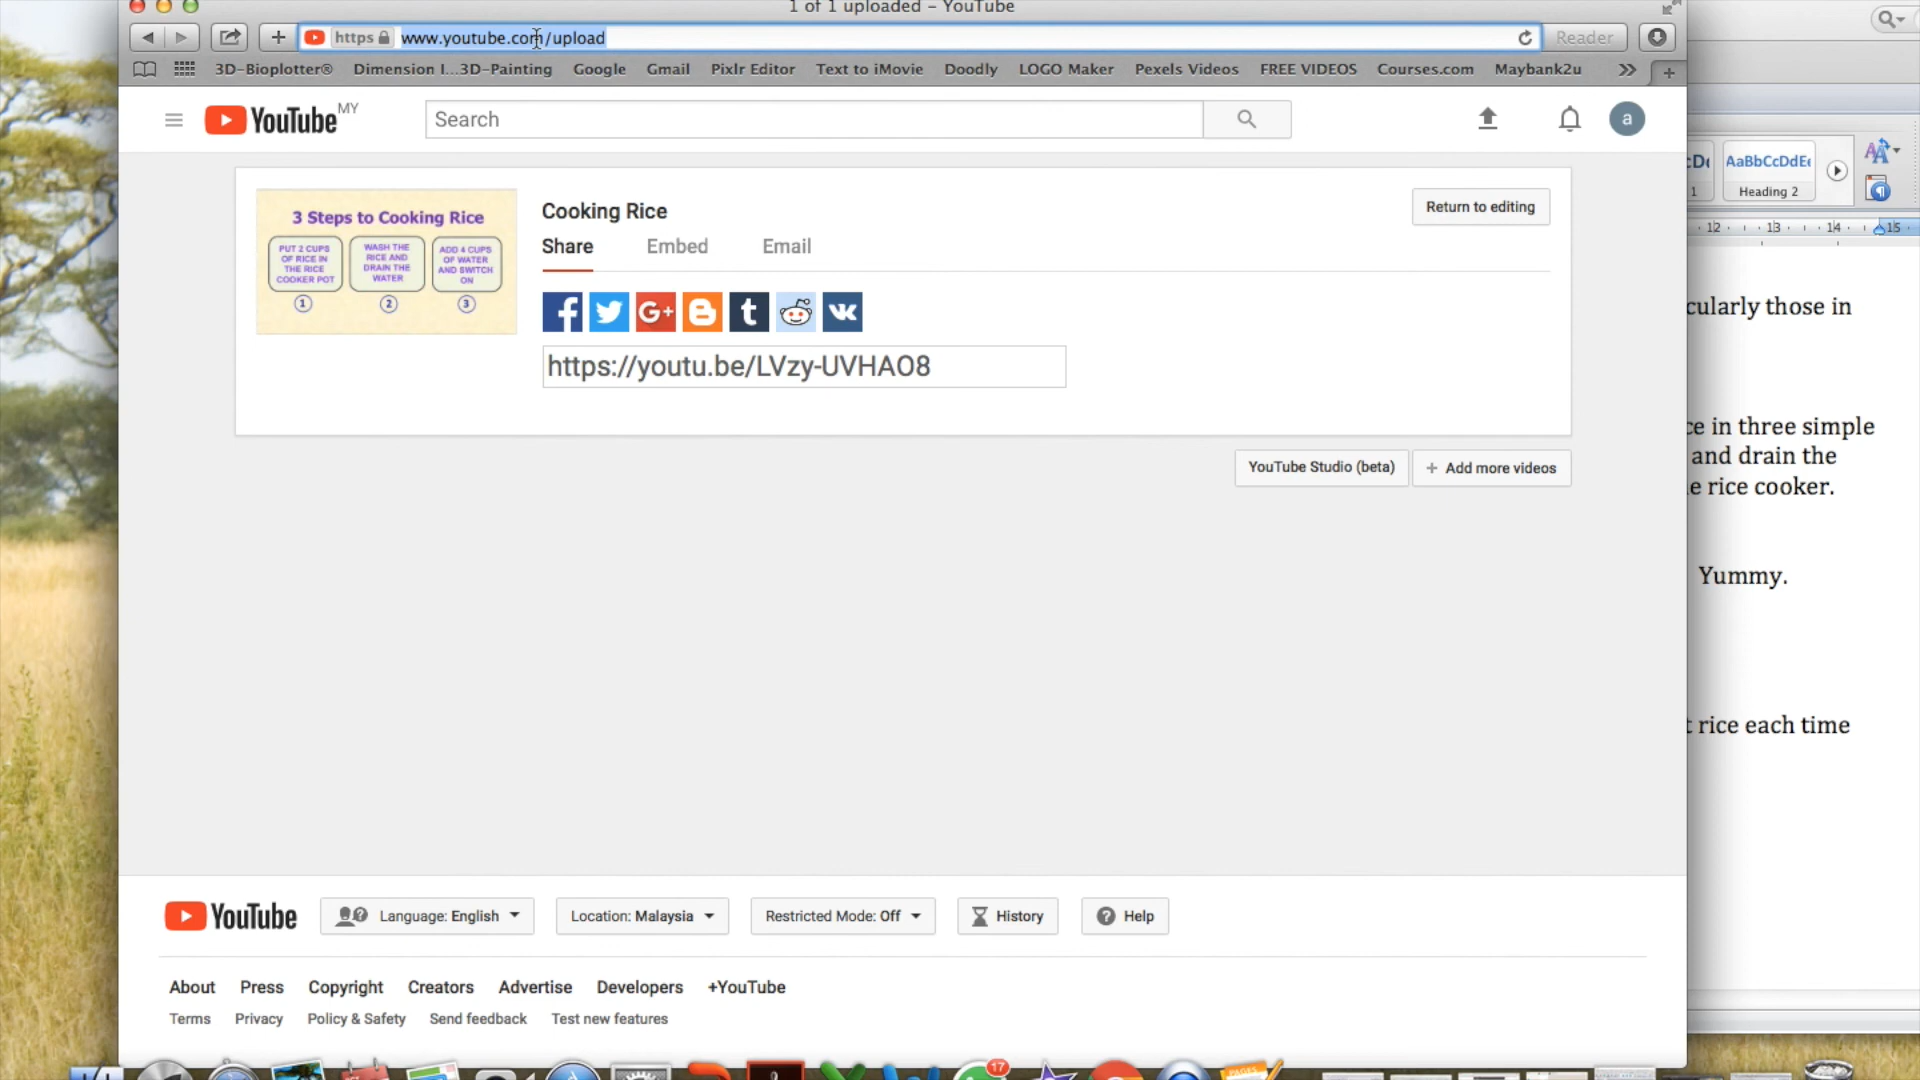 1 of 1 uploaded – YouTube
https www.youtube.com/upload
Reader
3D-Bioplotter® Dimension I...3D-Painting Google Gmail Pixlr Editor Text to iMovie Doodly LOGO Maker Pexels Videos FREE VIDEOS Courses.com Maybank2u
YouTube MY
Search
a
3 Steps to Cooking Rice
PUT 2 CUPS
OF RICE IN
THE RICE
COOKER POT
1
WASH THE
RICE AND
DRAIN THE
WATER
2
ADD 4 CUPS
OF WATER
AND SWITCH
ON
3
Cooking Rice
Return to editing
Share Embed Email
G+
https://youtu.be/LVzy-UVHAO8
YouTube Studio (beta)
+ Add more videos
AaBbCcDdEe
1 Heading 2
12 13 14 15
cularly those in
ce in three simple
and drain the
e rice cooker.
Yummy.
t rice each time
YouTube
Language: English
Location: Malaysia
Restricted Mode: Off
History
Help
About Press Copyright Creators Advertise Developers +YouTube
Terms Privacy Policy & Safety Send feedback Test new features
17
PAGES